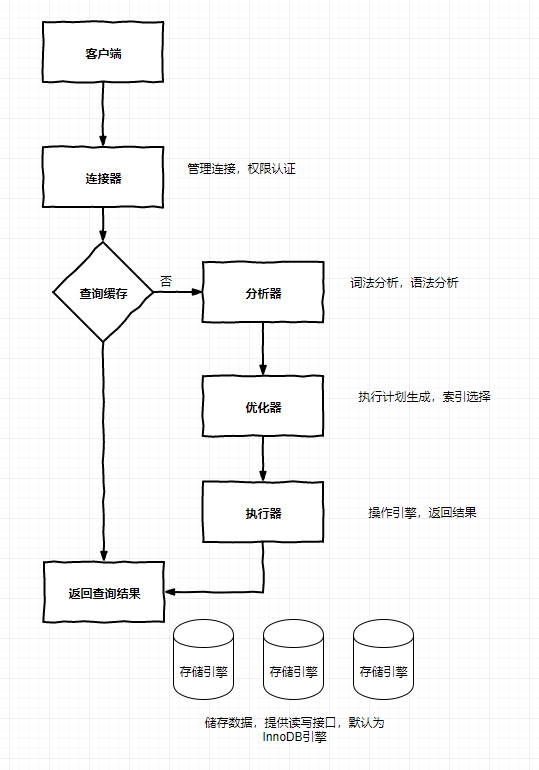 客户端
连接器
管理连接，权限认证
查询缓存
否
分析器
词法分析，语法分析
优化器
执行计划生成，索引选择
执行器
操作引擎，返回结果
返回查询结果
存储引擎
存储引擎
存储引擎
储存数据，提供读写接口，默认为
InnoDB引擎